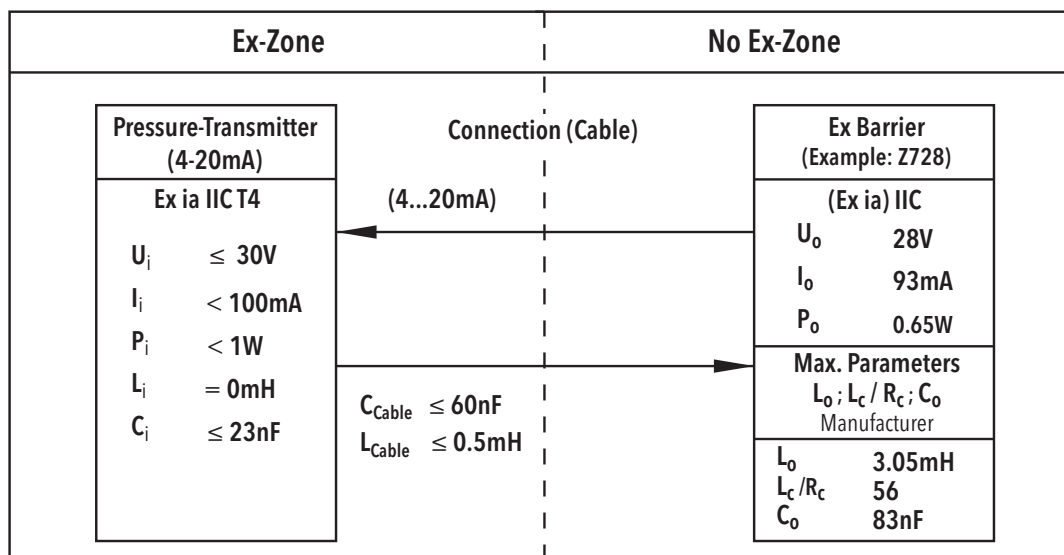 Ex-Zone
No Ex-Zone
Pressure-Transmitter
(4-20mA)
Ex ia IIC T4
Ui ≤ 30V
Ii < 100mA
Pi < 1W
Li = 0mH
Ci ≤ 23nF
Connection (Cable)
(4...20mA)
CCable ≤ 60nF
LCable ≤ 0.5mH
Ex Barrier
(Example: Z728)
(Ex ia) IIC
Uo 28V
Io 93mA
Po 0.65W
Max. Parameters
Lo ; Lc / Rc ; Co
Manufacturer
Lo 3.05mH
Lc /Rc 56
Co 83nF